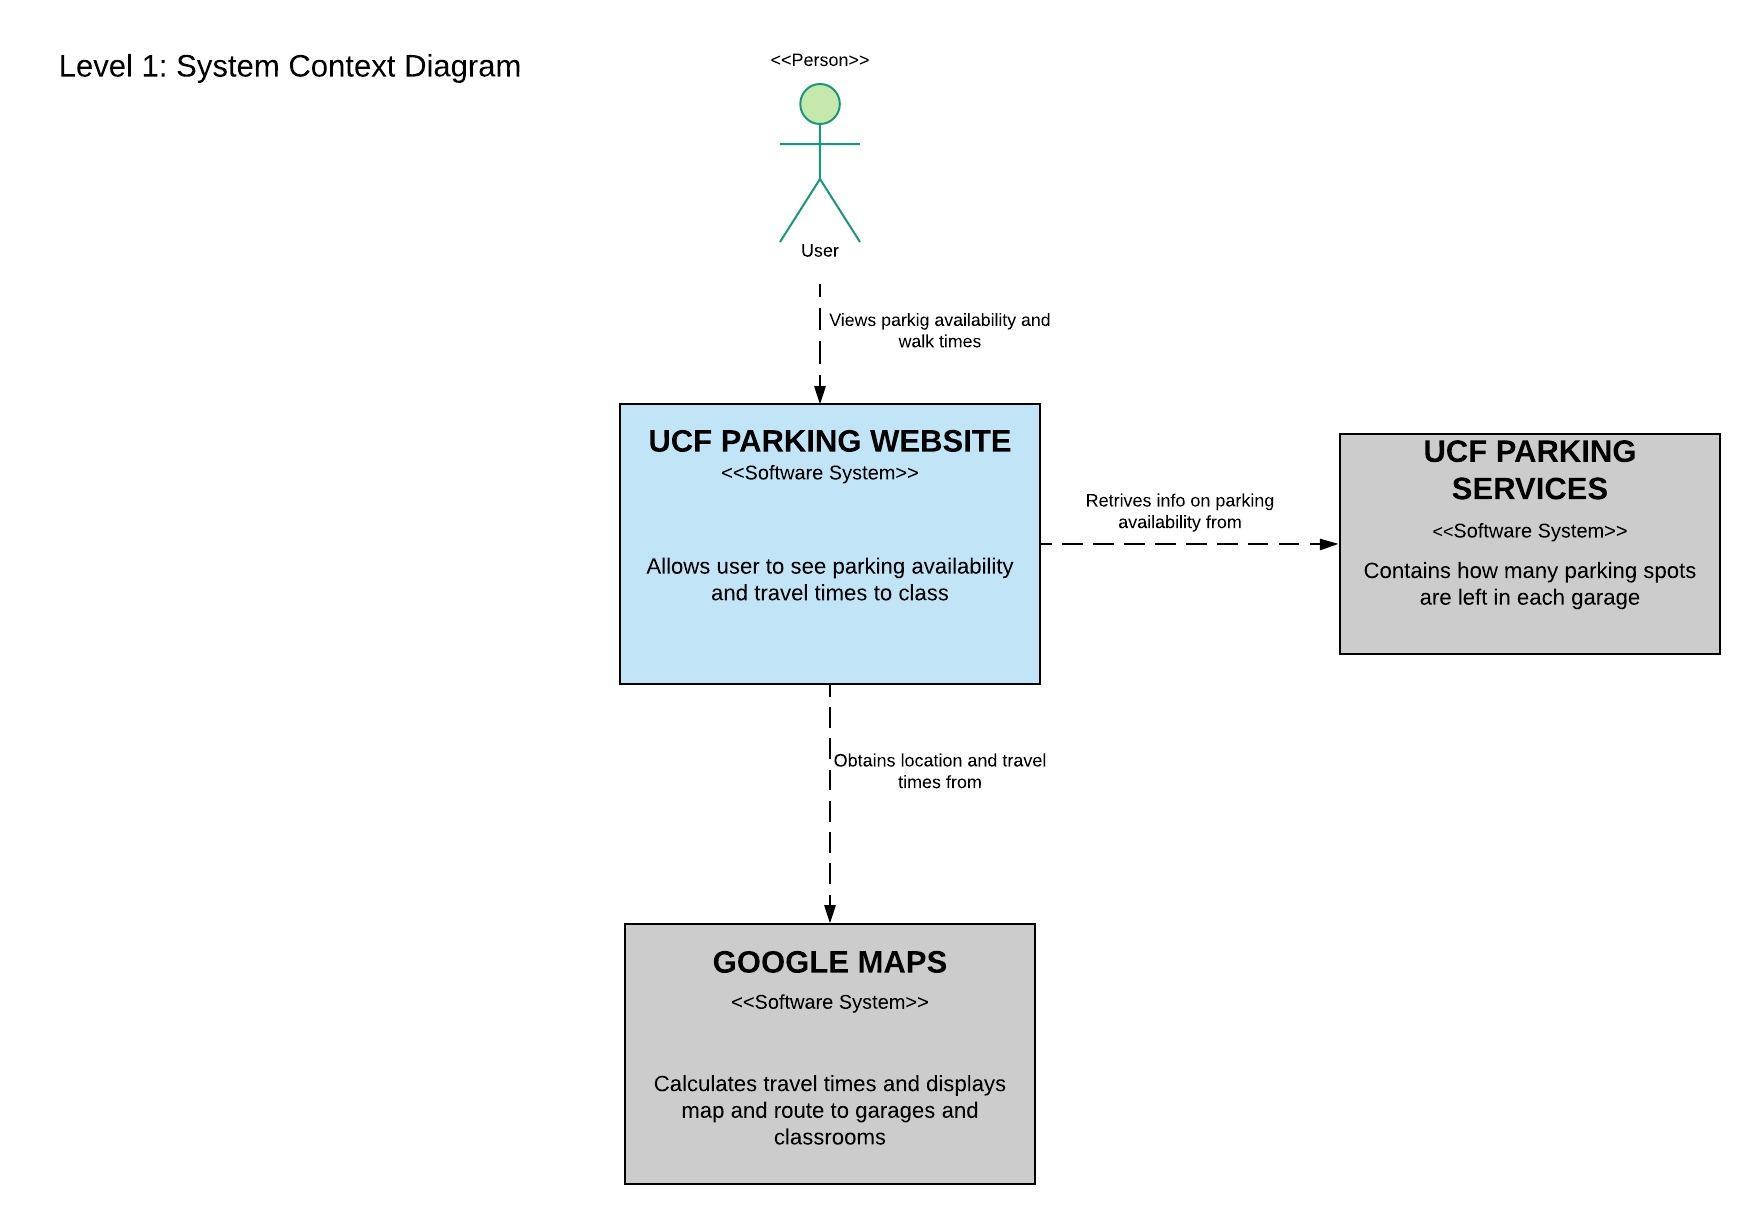 Level 1: System Context Diagram
<<Person>>
User
Views parkig availability and
walk times
UCF PARKING WEBSITE
<<Software System>>
Allows user to see parking availability
and travel times to class
Retrives info on parking
availability from
UCF PARKING
SERVICES
<<Software System>>
Contains how many parking spots
are left in each garage
Obtains location and travel
times from
GOOGLE MAPS
<<Software System>>
Calculates travel times and displays
map and route to garages and
classrooms